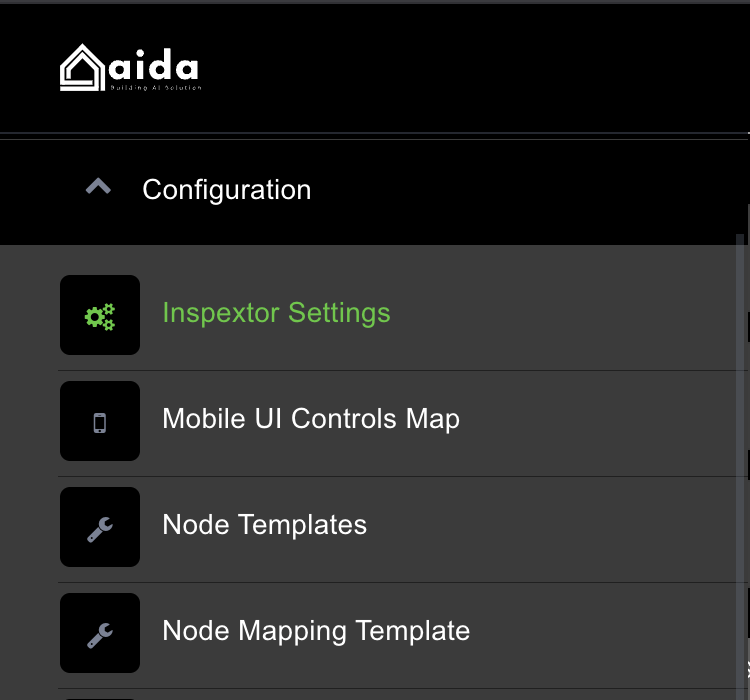 aida
Building AI Solution
Configuration
Inspextor Settings
Mobile UI Controls Map
Node Templates
Node Mapping Template